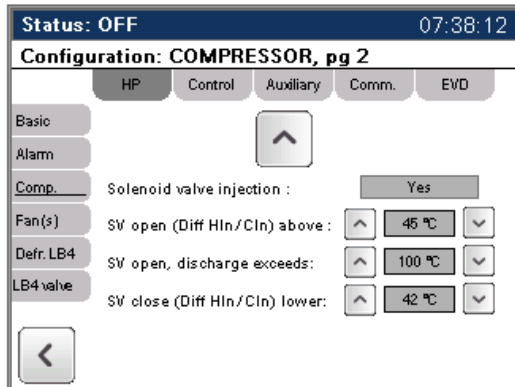 Status: OFF 07:38:12
Configuration: COMPRESSOR, pg 2
HP Control Auxiliary Comm. EVD
Basic
Alarm
Comp.
Fan(s)
Defr. LB4
LB4 valve
Solenoid valve injection : Yes
SV open (Diff HIn/CIn) above : 45 °C
SV open, discharge exceeds: 100 °C
SV close (Diff HIn/CIn) lower: 42 °C